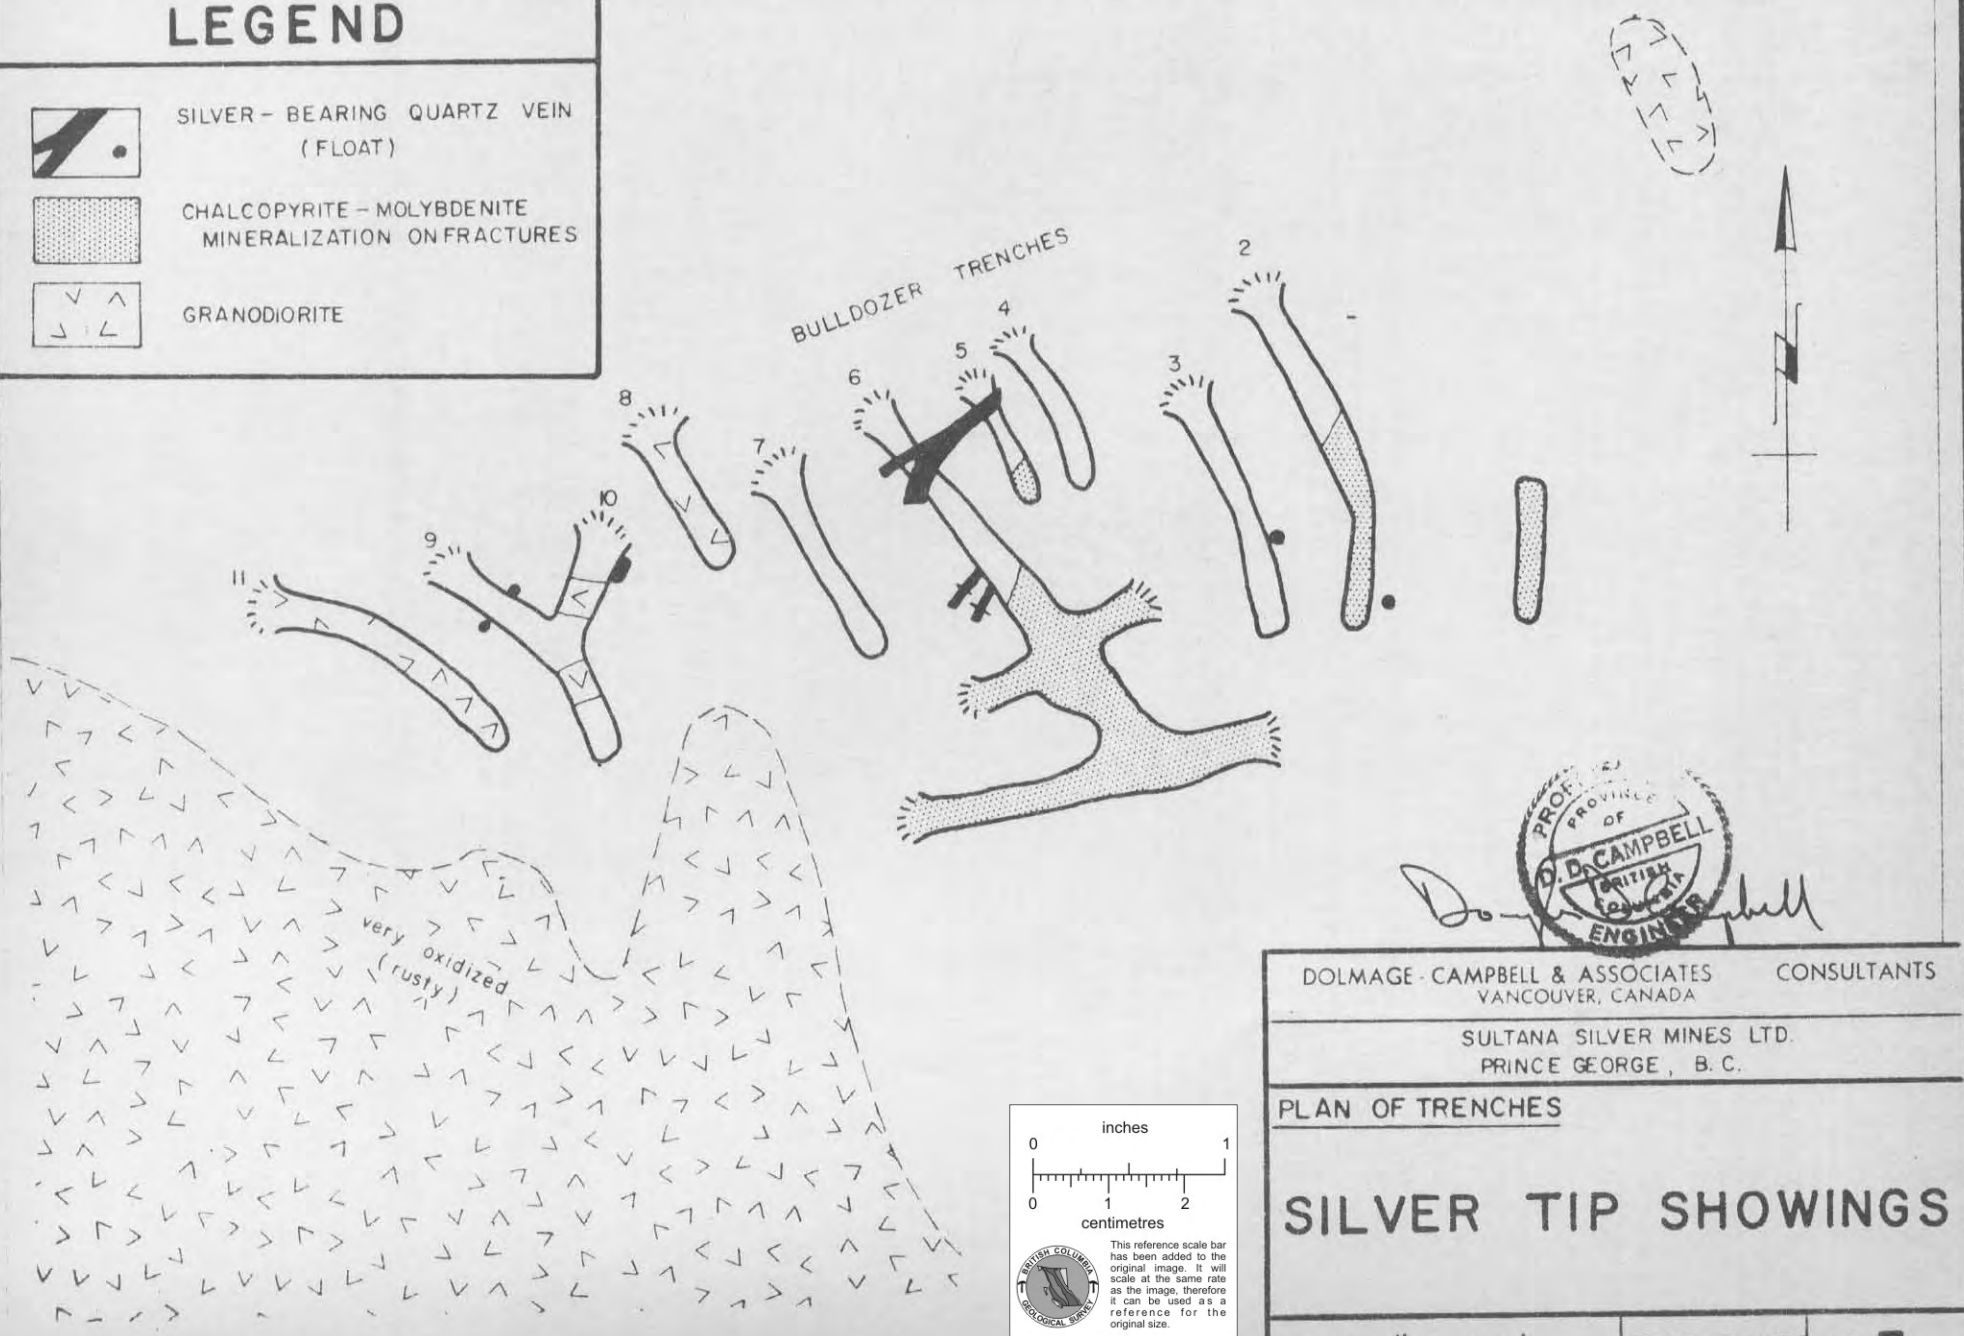 LEGEND
SILVER - BEARING QUARTZ VEIN
(FLOAT)
CHALCOPYRITE - MOLYBDENITE
MINERALIZATION ON FRACTURES
GRANODIORITE
BULLDOZER TRENCHES
2
3
4
5
6
7
8
9
10
11
very oxidized
(rusty)
PROVINCE
OF
D. D. CAMPBELL
BRITISH
COLUMBIA
ENGINEER
DOLMAGE - CAMPBELL & ASSOCIATES CONSULTANTS
VANCOUVER, CANADA
SULTANA SILVER MINES LTD.
PRINCE GEORGE, B. C.
PLAN OF TRENCHES
SILVER TIP SHOWINGS
inches
0 1
0 1 2
centimetres
BRITISH COLUMBIA
GEOLOGICAL SURVEY
This reference scale bar
has been added to the
original image. It will
scale at the same rate
as the image, therefore
it can be used as a
reference for the
original size.